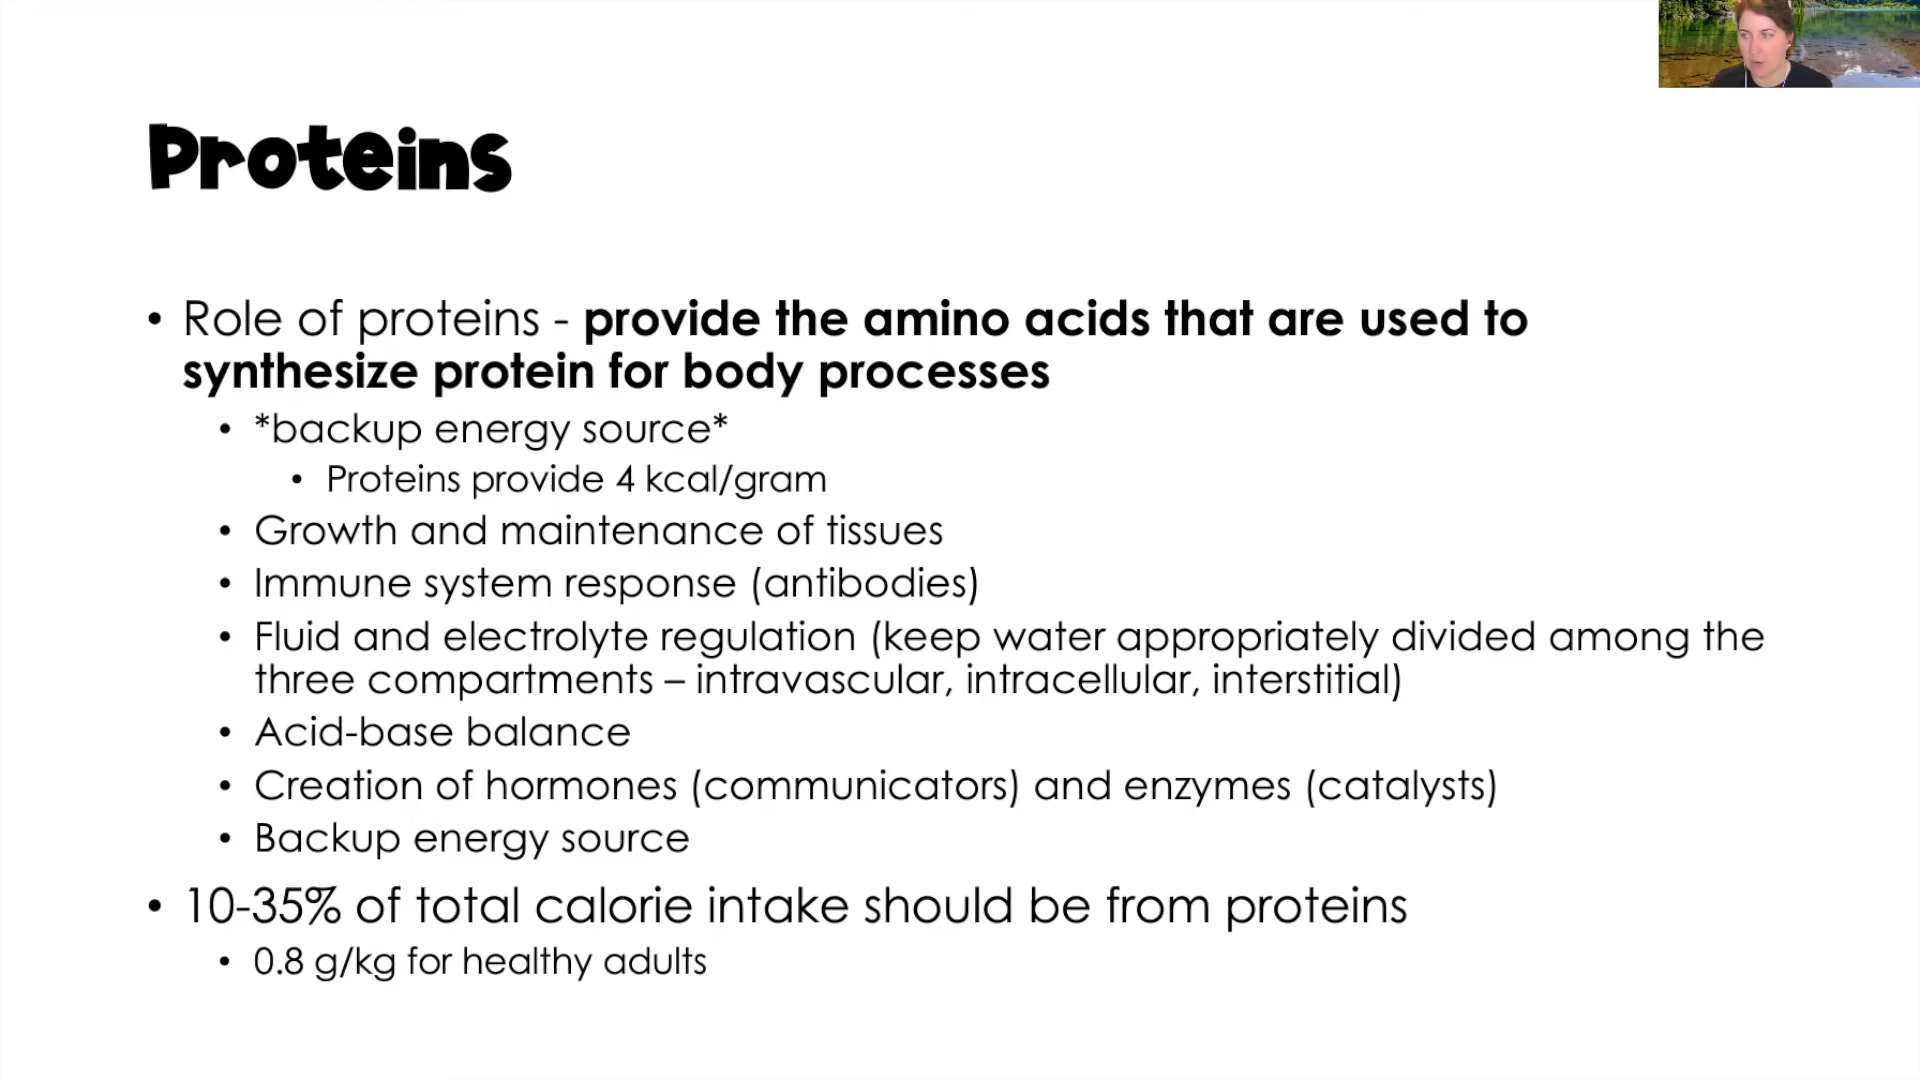 Proteins
• Role of proteins - provide the amino acids that are used to
synthesize protein for body processes
• *backup energy source*
• Proteins provide 4 kcal/gram
• Growth and maintenance of tissues
• Immune system response (antibodies)
• Fluid and electrolyte regulation (keep water appropriately divided among the
three compartments – intravascular, intracellular, interstitial)
• Acid-base balance
• Creation of hormones (communicators) and enzymes (catalysts)
• Backup energy source
• 10-35% of total calorie intake should be from proteins
• 0.8 g/kg for healthy adults